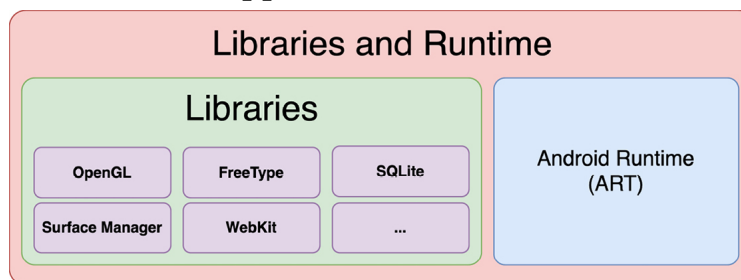 Libraries and Runtime
Libraries
OpenGL
FreeType
SQLite
Surface Manager
WebKit
...
Android Runtime
(ART)